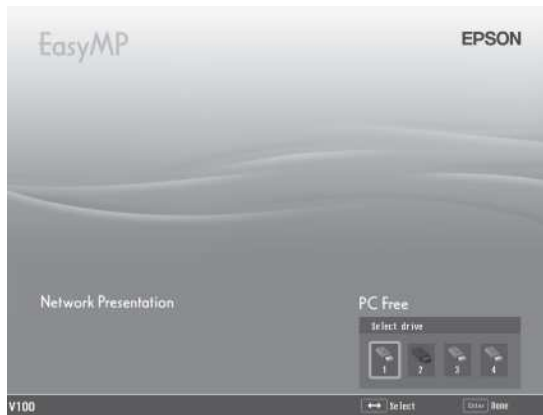 EasyMP
EPSON
Network Presentation
PC Free
Select drive
1 2 3 4
V100
Select
Enter Done